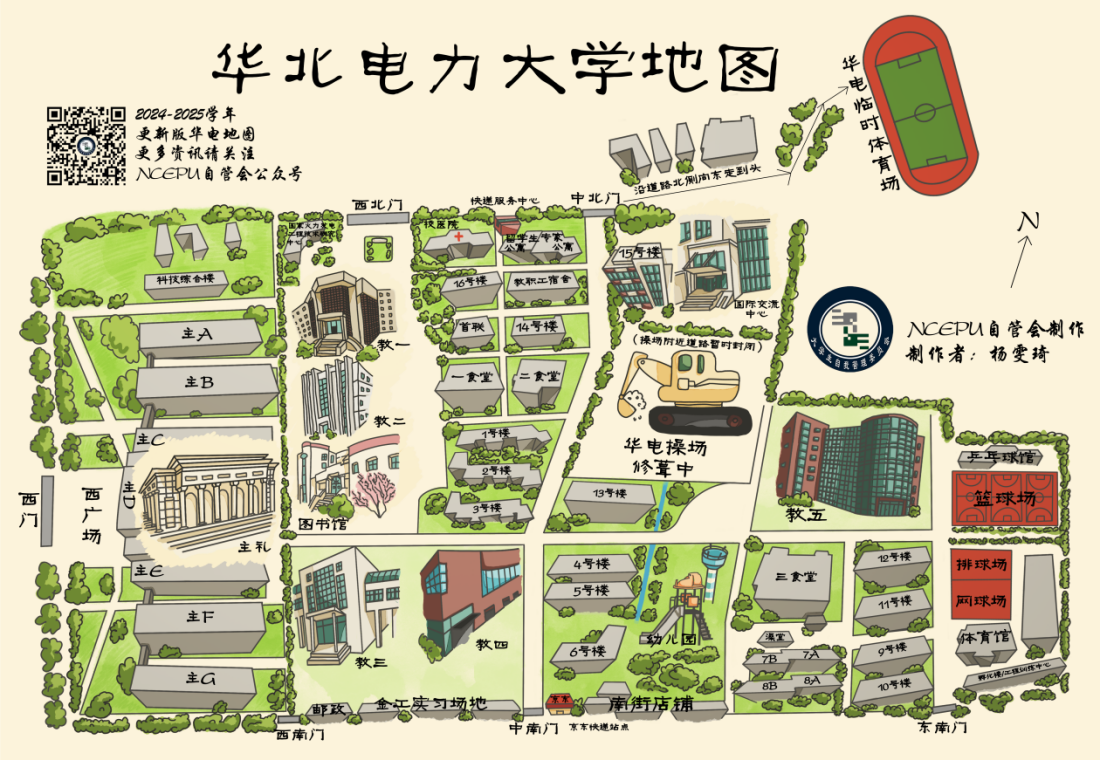 华北电力大学地图
2024-2025学年
更新版华电地图
更多资讯请关注
NCEPU自管会公众号
华电临时体育场
沿道路北侧向东走到头
N
西北门
快递服务中心
中北门
校医院
留学生公寓
专家公寓
15号楼
国际交流
中心
科技综合楼
16号楼
教职工宿舍
主A
教一
首联
14号楼
(操场附近道路暂时封闭)
NCEPU自管会制作
制作者：杨雯琦
主B
一食堂
二食堂
教二
主C
1号楼
华电操场
修葺中
乒乓球馆
2号楼
西门
西广场
主D
3号楼
13号楼
教五
篮球场
图书馆
主礼
主E
4号楼
三食堂
12号楼
排球场
5号楼
网球场
主F
11号楼
教三
教四
6号楼
幼儿园
澡堂
体育馆
7B
7A
9号楼
主G
8B
8A
10号楼
邮政
金工实习场地
南街店铺
京东快递站点
西南门
中南门
东南门